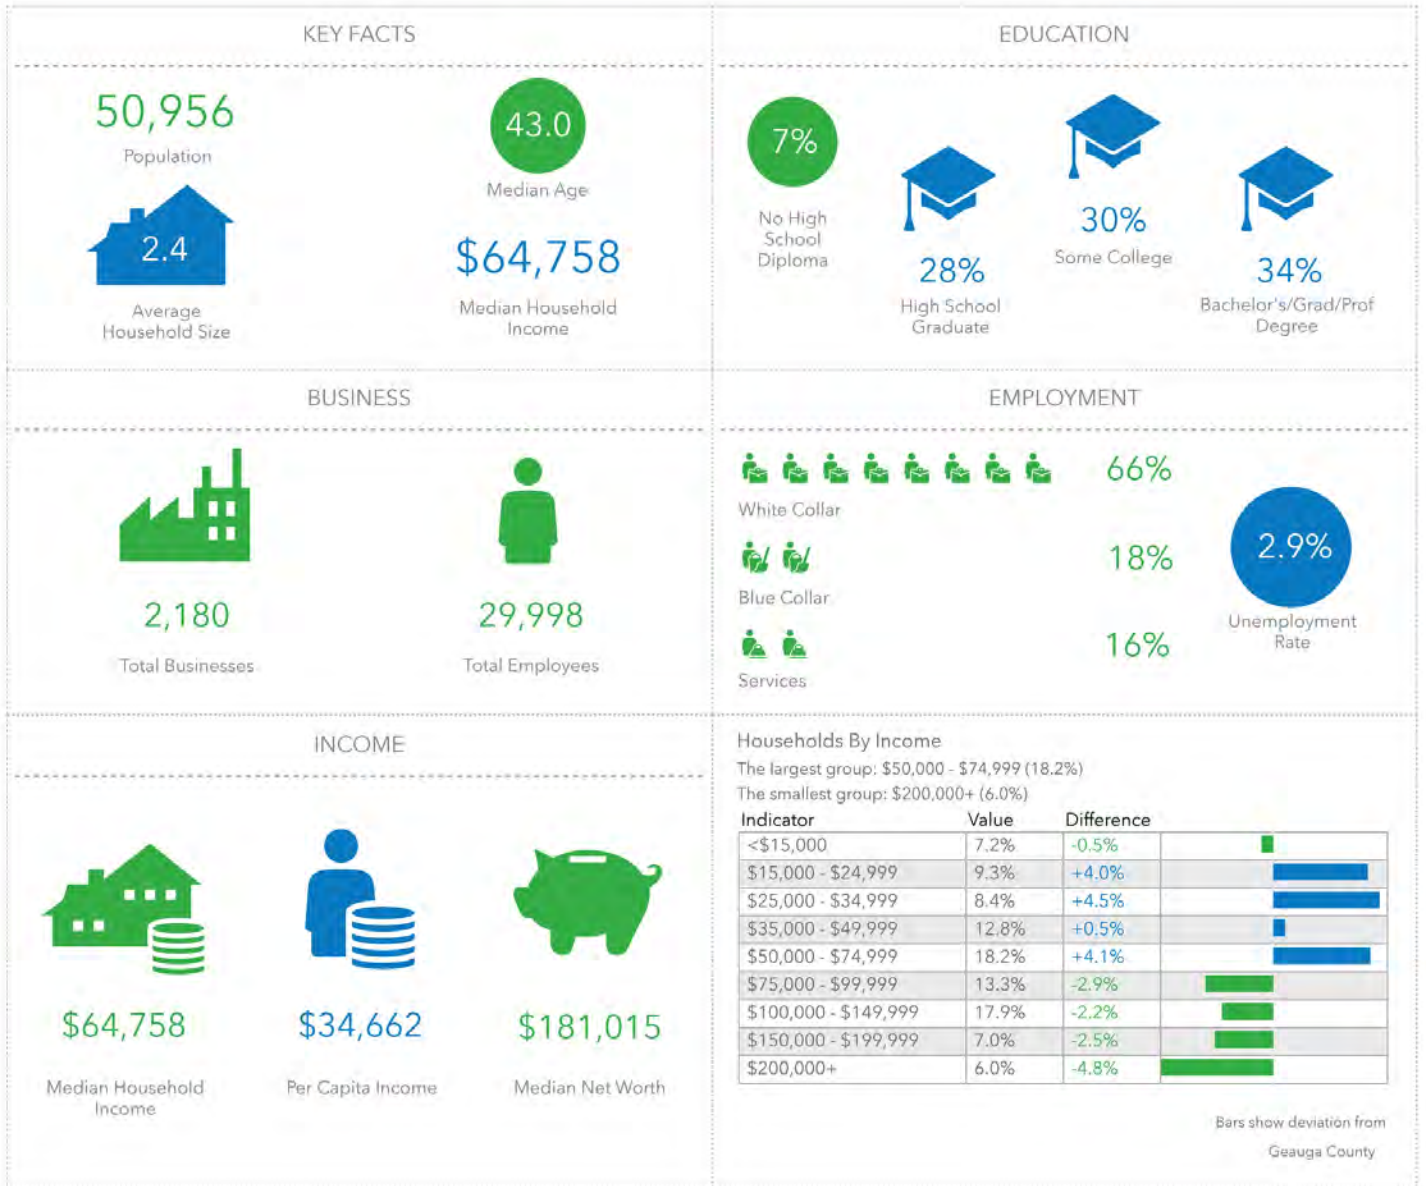 KEY FACTS
50,956
Population
43.0
Median Age
2.4
Average
Household Size
$64,758
Median Household
Income
EDUCATION
7%
No High
School
Diploma
28%
High School
Graduate
30%
Some College
34%
Bachelor's/Grad/Prof
Degree
BUSINESS
2,180
Total Businesses
29,998
Total Employees
EMPLOYMENT
66%
White Collar
18%
Blue Collar
16%
Services
2.9%
Unemployment
Rate
INCOME
$64,758
Median Household
Income
$34,662
Per Capita Income
$181,015
Median Net Worth
Households By Income
The largest group: $50,000 - $74,999 (18.2%)
The smallest group: $200,000+ (6.0%)
Indicator Value Difference
<$15,000 7.2% -0.5%
$15,000 - $24,999 9.3% +4.0%
$25,000 - $34,999 8.4% +4.5%
$35,000 - $49,999 12.8% +0.5%
$50,000 - $74,999 18.2% +4.1%
$75,000 - $99,999 13.3% -2.9%
$100,000 - $149,999 17.9% -2.2%
$150,000 - $199,999 7.0% -2.5%
$200,000+ 6.0% -4.8%
Bars show deviation from
Geauga County